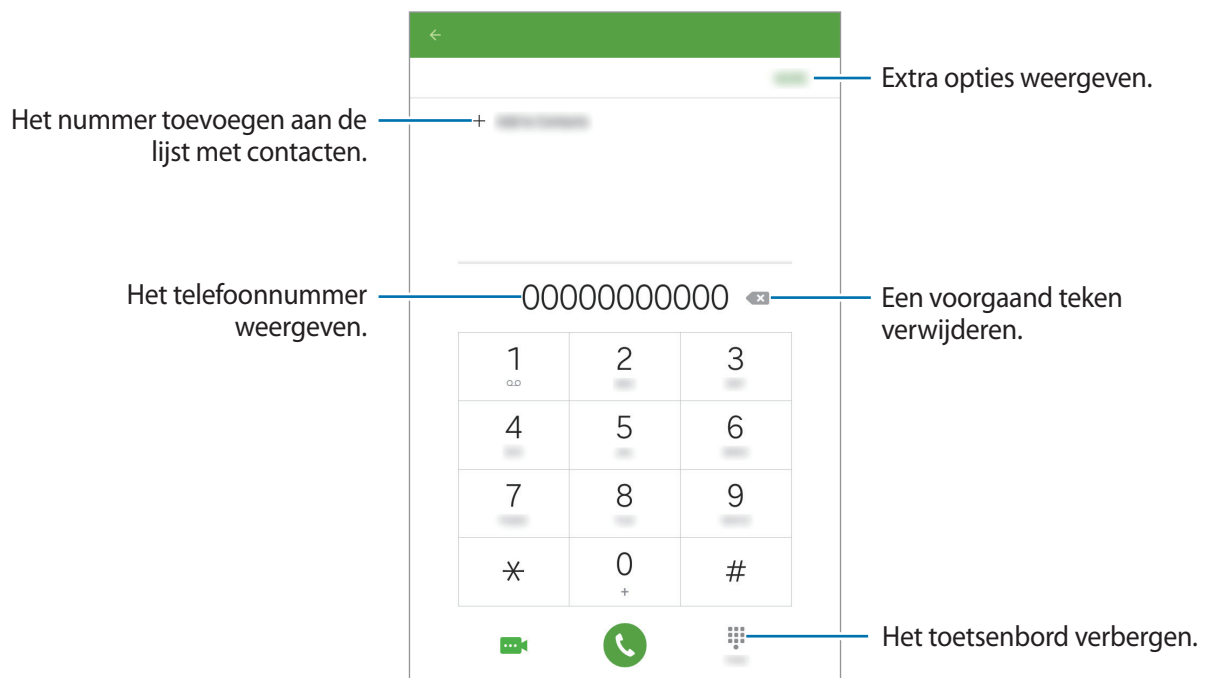 Extra opties weergeven.
Het nummer toevoegen aan de
lijst met contacten.
+
Het telefoonnummer
weergeven.
00000000000
Een voorgaand teken
verwijderen.
1 2 3
4 5 6
7 8 9
* 0 #
+
Het toetsenbord verbergen.